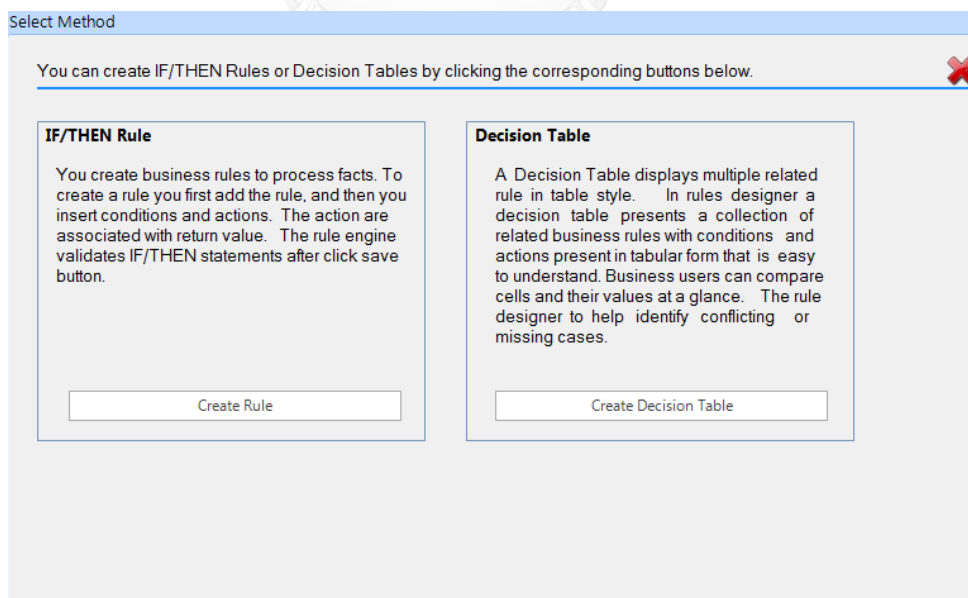 Select Method
You can create IF/THEN Rules or Decision Tables by clicking the corresponding buttons below.
IF/THEN Rule
You create business rules to process facts. To
create a rule you first add the rule, and then you
insert conditions and actions. The action are
associated with return value. The rule engine
validates IF/THEN statements after click save
button.
Create Rule
Decision Table
A Decision Table displays multiple related
rule in table style. In rules designer a
decision table presents a collection of
related business rules with conditions and
actions present in tabular form that is easy
to understand. Business users can compare
cells and their values at a glance. The rule
designer to help identify conflicting or
missing cases.
Create Decision Table